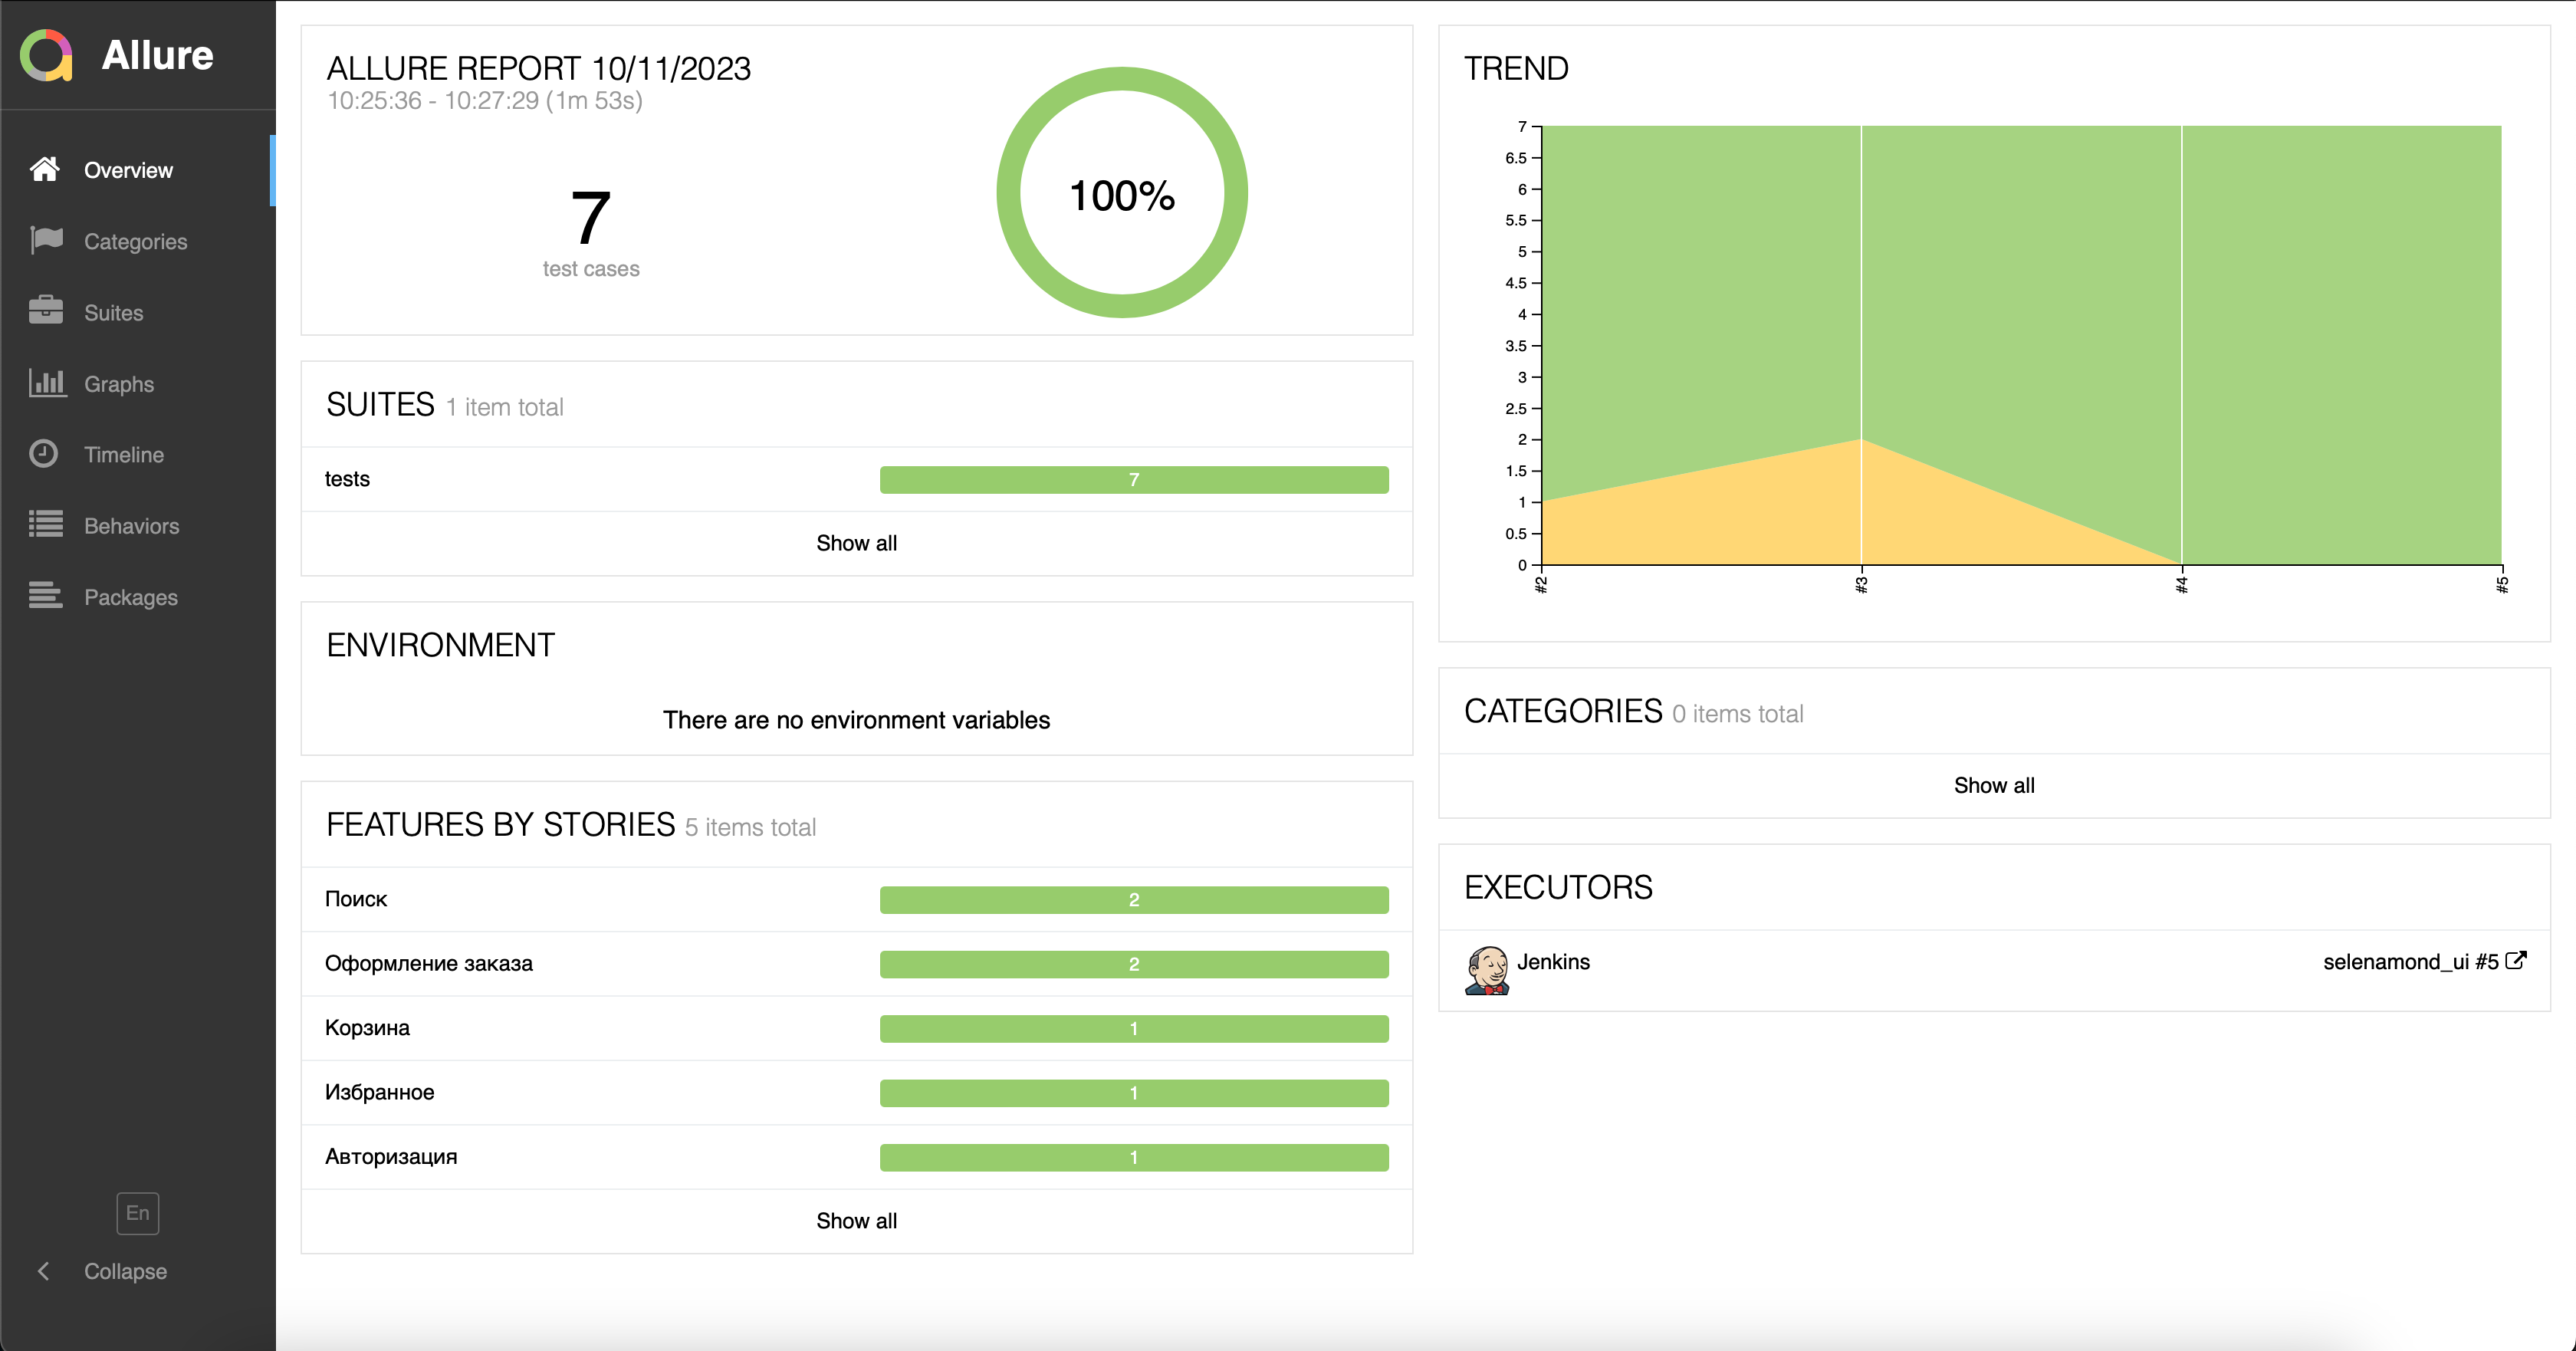 Allure
Overview
Categories
Suites
Graphs
Timeline
Behaviors
Packages
En
Collapse
ALLURE REPORT 10/11/2023
10:25:36 - 10:27:29 (1m 53s)
7
test cases
100%
SUITES 1 item total
tests 7
Show all
ENVIRONMENT
There are no environment variables
FEATURES BY STORIES 5 items total
Поиск 2
Оформление заказа 2
Корзина 1
Избранное 1
Авторизация 1
Show all
TREND
7
6.5
6
5.5
5
4.5
4
3.5
3
2.5
2
1.5
1
0.5
0
#2 #3 #4 #5
CATEGORIES 0 items total
Show all
EXECUTORS
Jenkins selenamond_ui #5